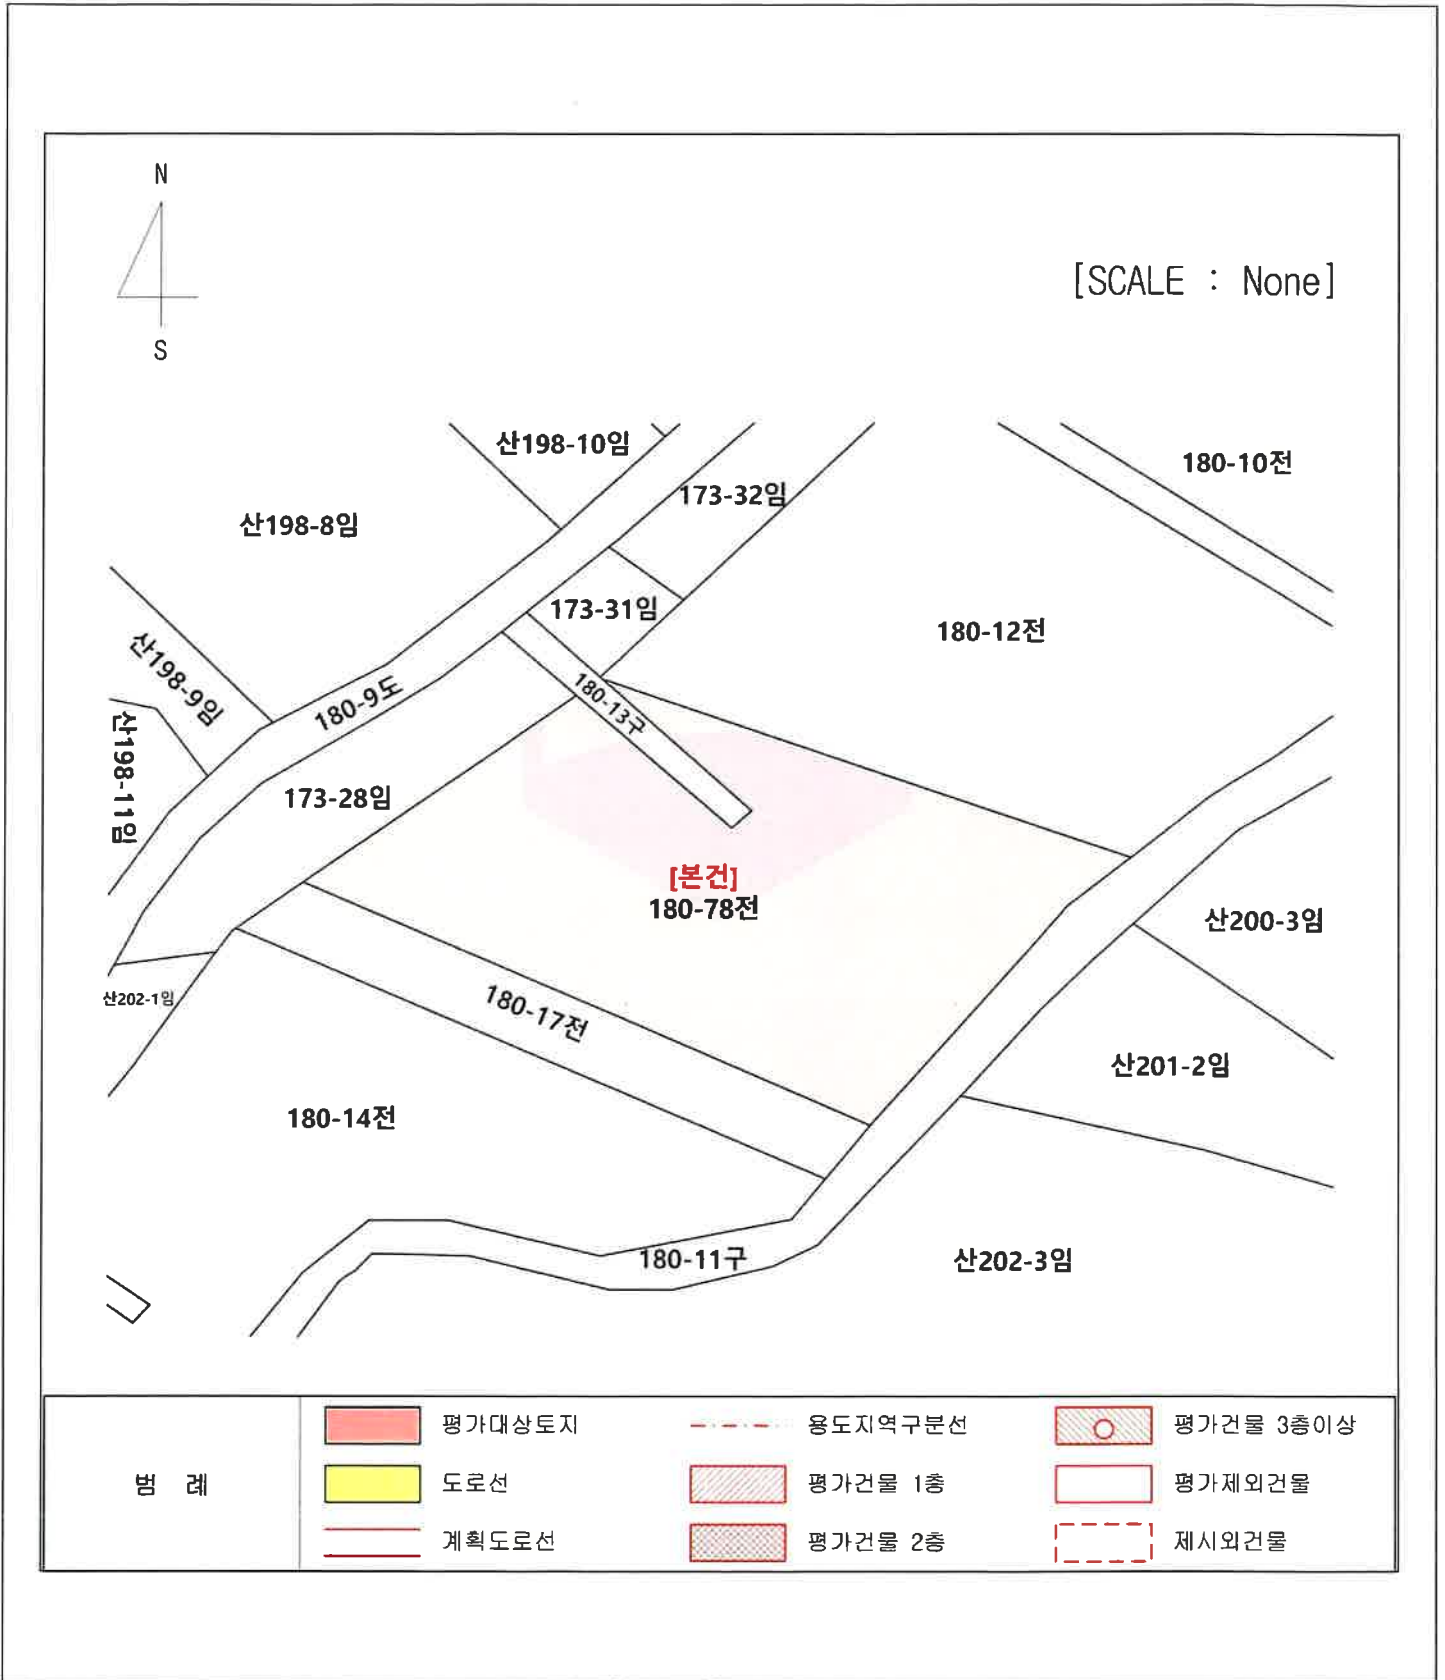 N
S
[SCALE : None]
산198-10임
180-10전
173-32임
산198-8임
173-31임
180-12전
산198-9임
180-9도
180-13구
산198-11임
173-28임
[본건]
180-78전
산200-3임
산202-1임
180-17전
산201-2임
180-14전
180-11구
산202-3임
범 례
평가대상토지
용도지역구분선
평가건물 3층이상
도로선
평가건물 1층
평가제외건물
계획도로선
평가건물 2층
제시외건물